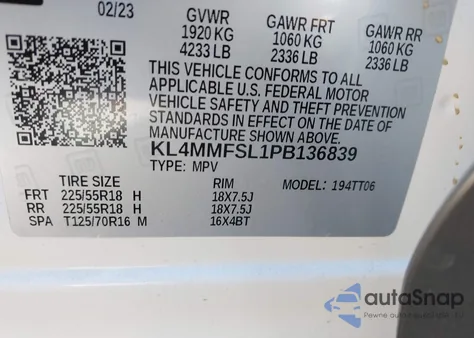 02/23
GVWR GAWR FRT GAWR RR
1920 KG 1060 KG 1060 KG
4233 LB 2336 LB 2336 LB
THIS VEHICLE CONFORMS TO ALL
APPLICABLE U.S. FEDERAL MOTOR
VEHICLE SAFETY AND THEFT PREVENTION
STANDARDS IN EFFECT ON THE DATE OF
MANUFACTURE SHOWN ABOVE.
KL4MMFSL1PB136839
TYPE: MPV
TIRE SIZE RIM MODEL: 194TT06
FRT 225/55R18 H 18X7.5J
RR 225/55R18 H 18X7.5J
SPA T125/70R16 M 16X4BT
autoSnap